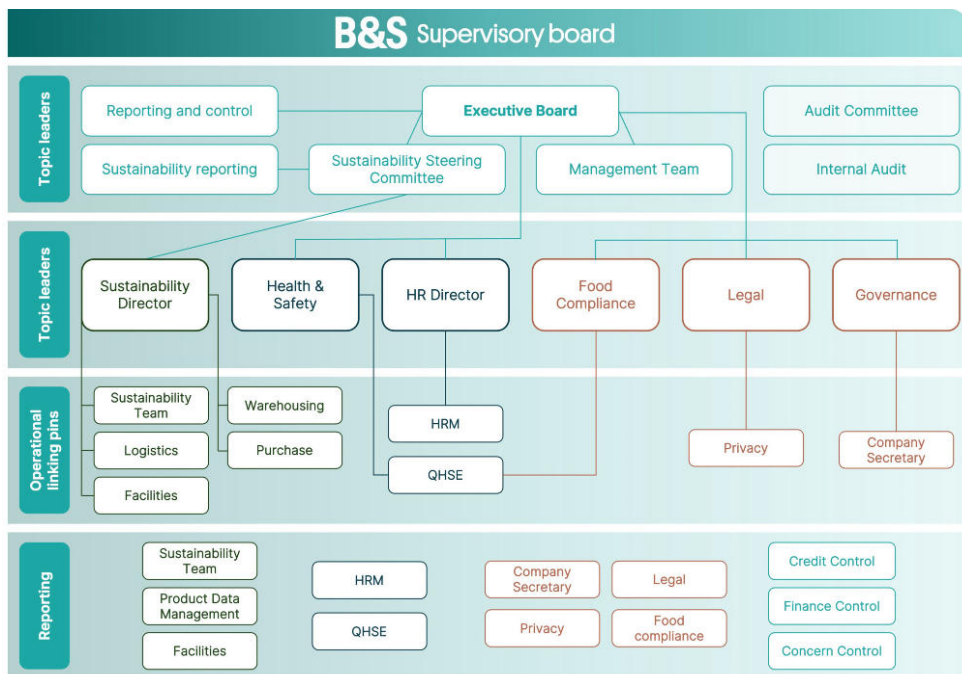 B&S Supervisory board
Topic leaders
Reporting and control
Executive Board
Audit Committee
Sustainability reporting
Sustainability Steering
Committee
Management Team
Internal Audit
Topic leaders
Sustainability
Director
Health &
Safety
HR Director
Food
Compliance
Legal
Governance
Operational
linking pins
Sustainability
Team
Warehousing
HRM
Logistics
Purchase
Privacy
Company
Secretary
QHSE
Facilities
Reporting
Sustainability
Team
HRM
Company
Secretary
Legal
Credit Control
Product Data
Management
QHSE
Privacy
Food
compliance
Finance Control
Facilities
Concern Control